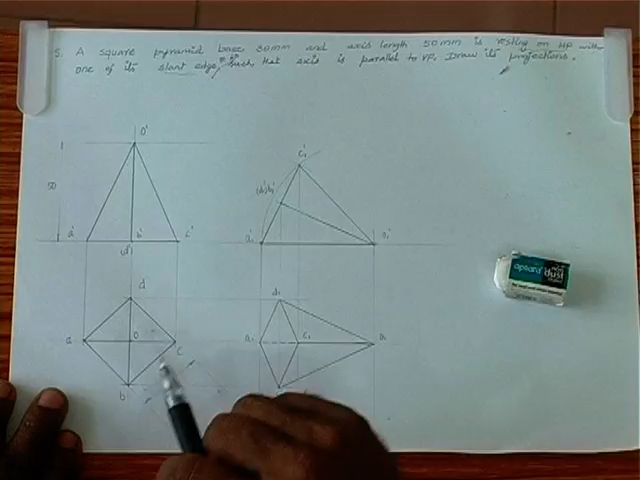 5. A square pyramid base 30mm and axis length 50mm is resting on HP with
one of its slant edge, such that axis is parallel to VP. Draw its projections.
o'
50
a' b' c'
(d')
c₁'
(d₁')b₁'
a₁' o₁'
d
a o c
b
d₁
a₁ c₁ o₁
apsara
dust